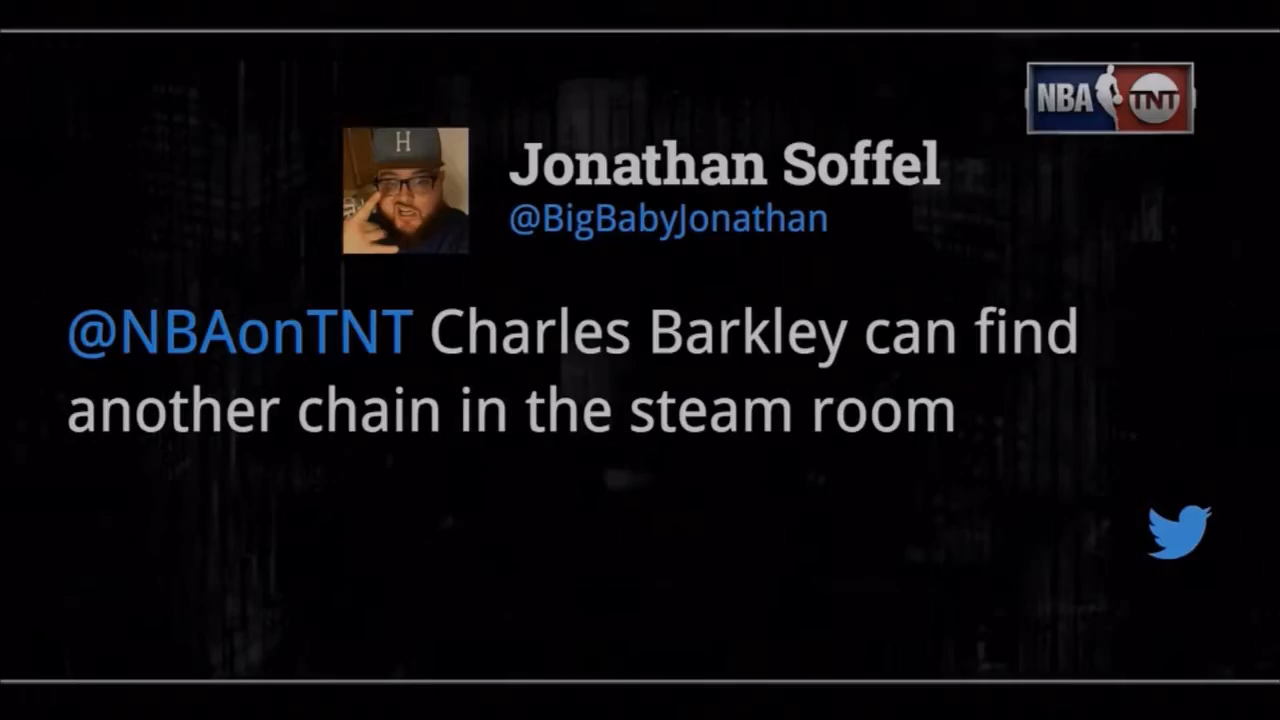 NBA TNT
H
Jonathan Soffel
@BigBabyJonathan
@NBAonTNT Charles Barkley can find
another chain in the steam room